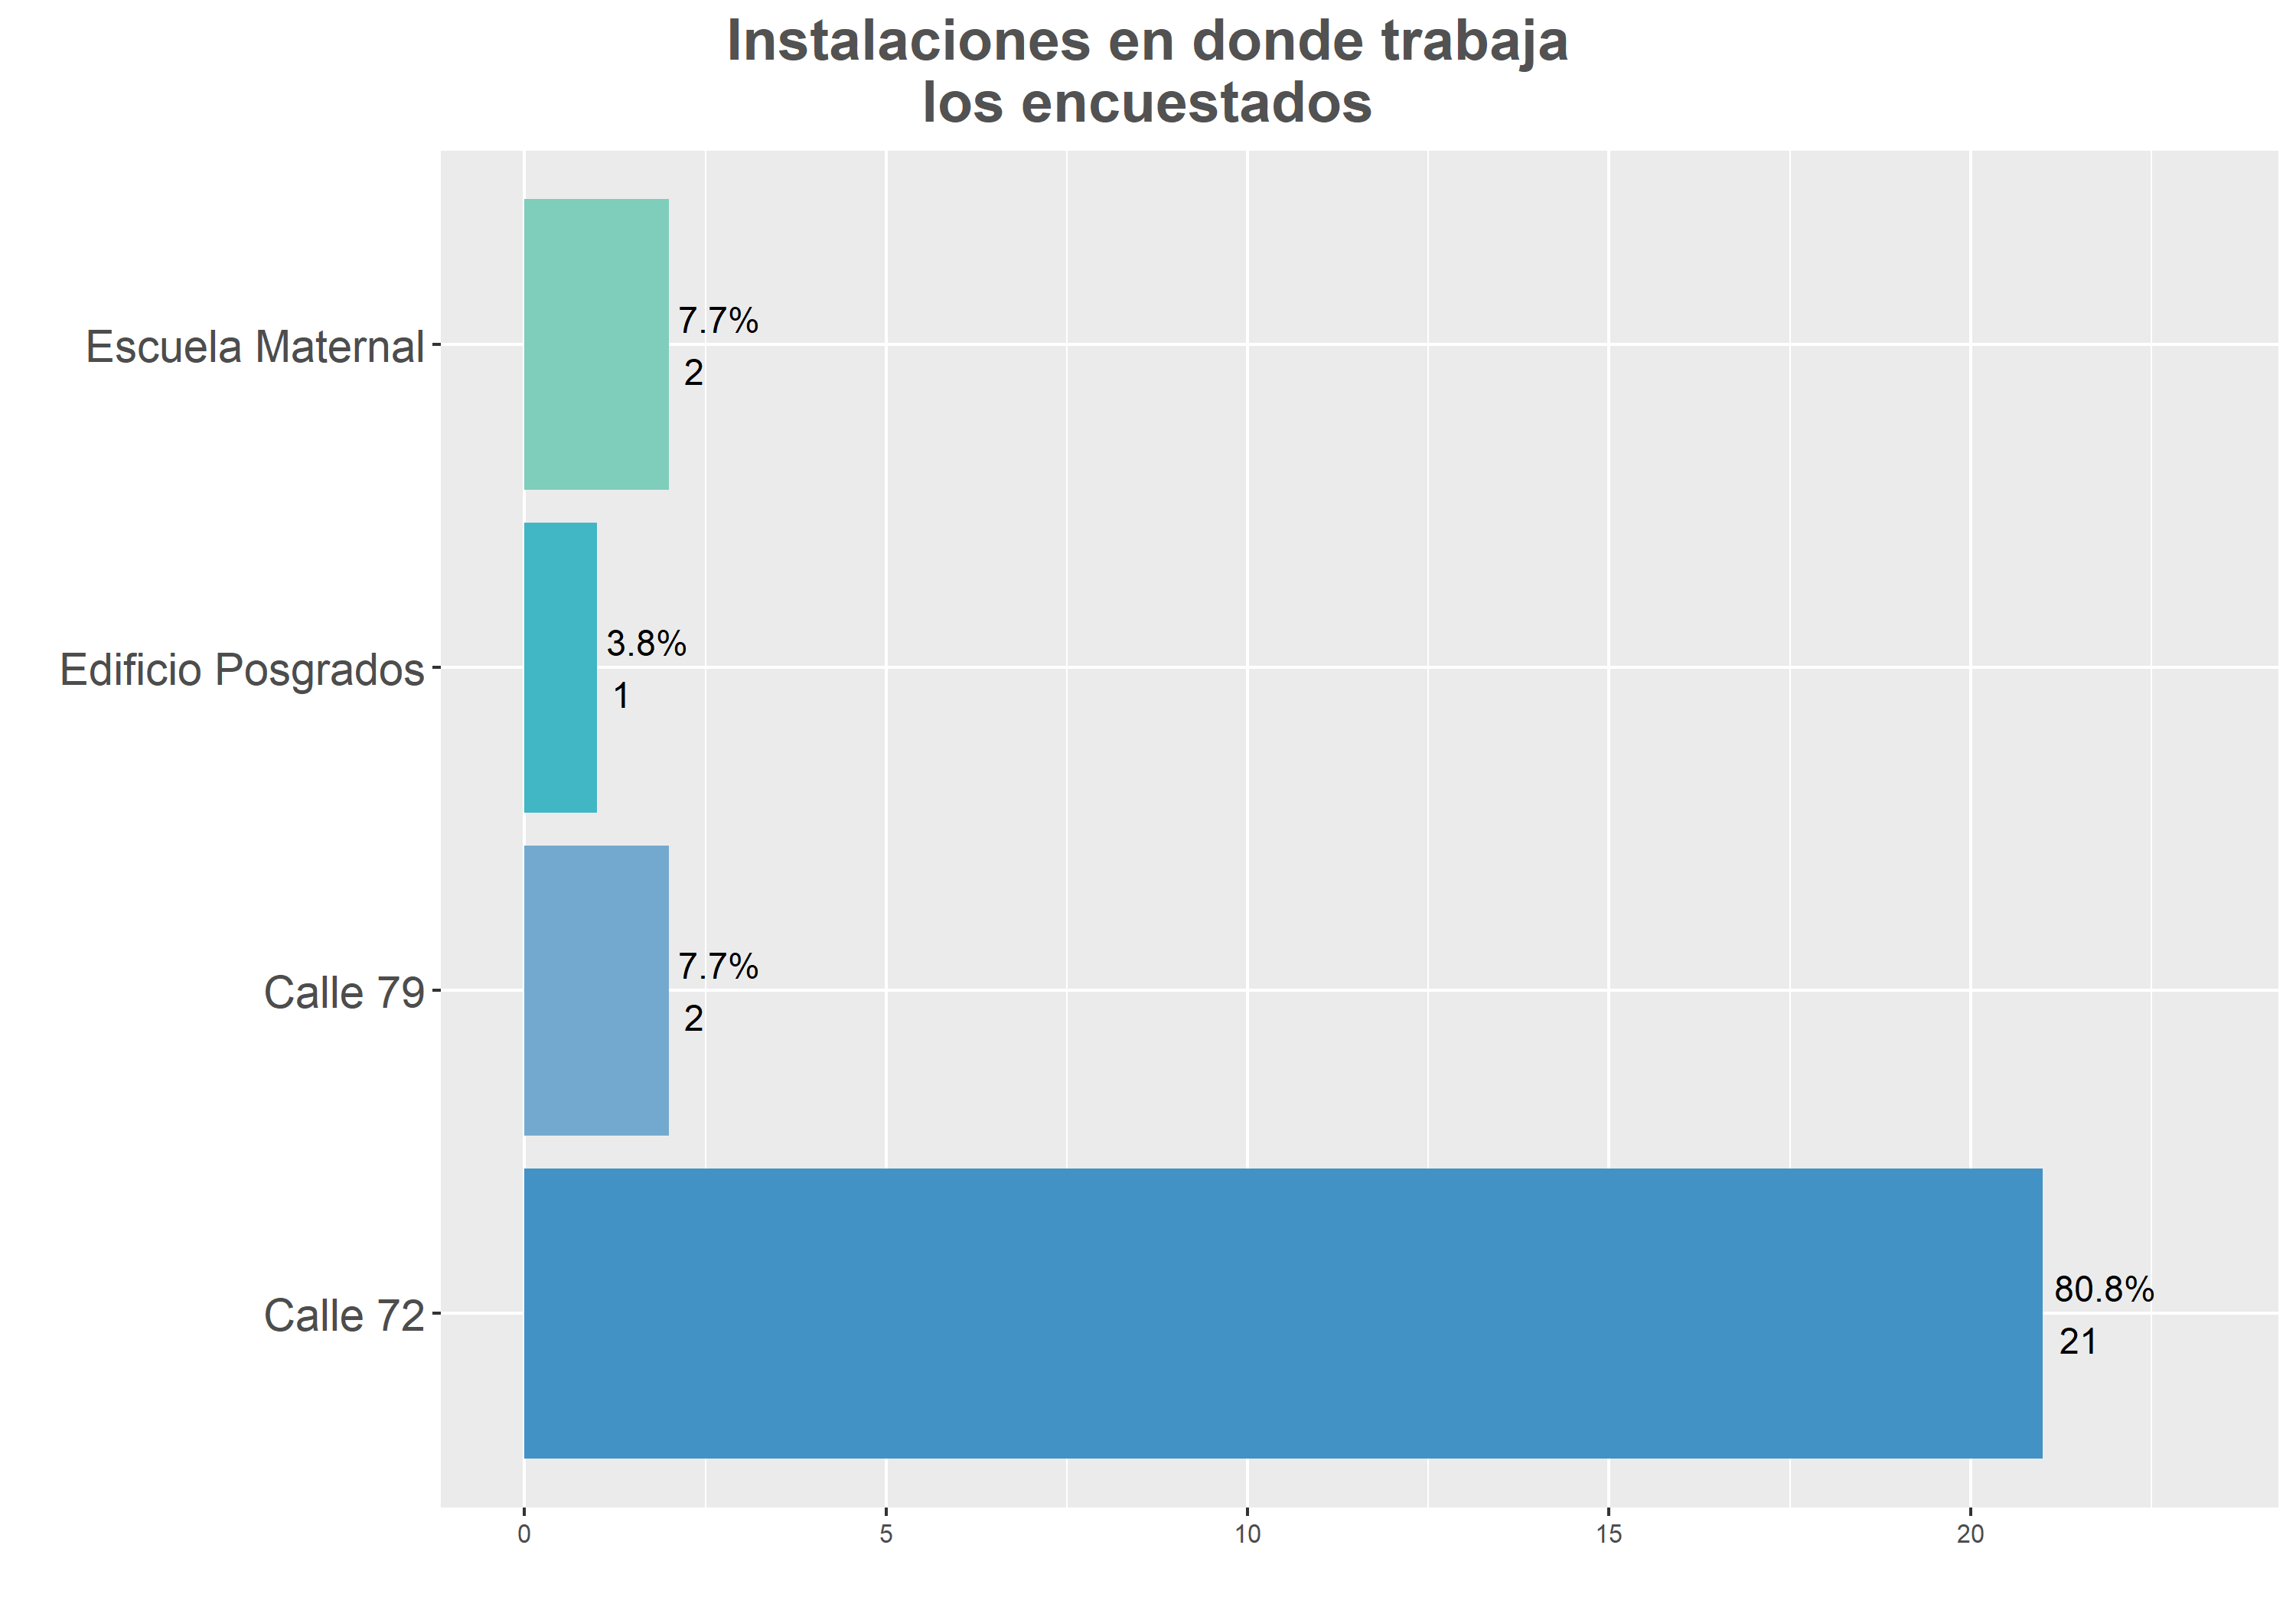 Instalaciones en donde trabaja
los encuestados
Escuela Maternal
7.7%
2
Edificio Posgrados
3.8%
1
Calle 79
7.7%
2
Calle 72
80.8%
21
0 5 10 15 20